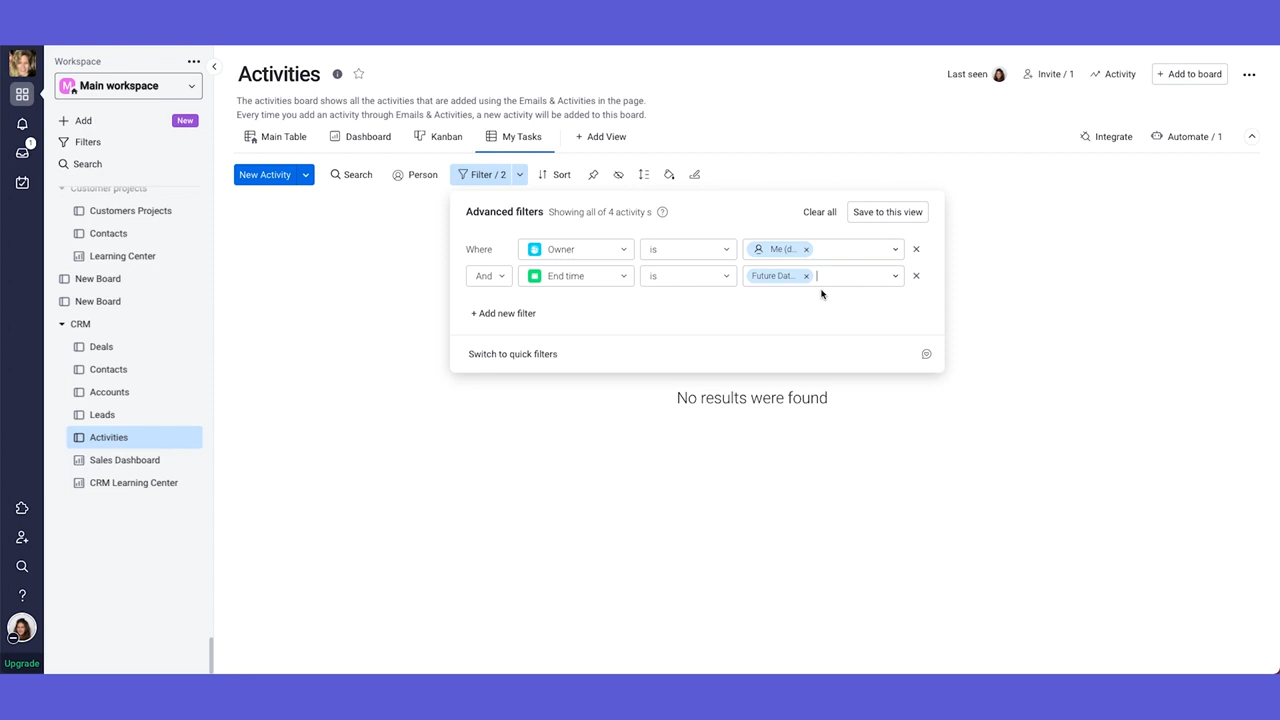 Workspace
M
Main workspace
Add
New
Filters
Search
Customer projects
Customers Projects
Contacts
Learning Center
New Board
New Board
CRM
Deals
Contacts
Accounts
Leads
Activities
Sales Dashboard
CRM Learning Center
1
?
Upgrade
Activities
Last seen
Invite / 1
Activity
+ Add to board
The activities board shows all the activities that are added using the Emails & Activities in the page.
Every time you add an activity through Emails & Activities, a new activity will be added to this board.
Main Table
Dashboard
Kanban
My Tasks
+ Add View
Integrate
Automate / 1
New Activity
Search
Person
Filter / 2
Sort
Advanced filters
Showing all of 4 activity s
?
Clear all
Save to this view
Where
Owner
is
Me (d...
And
End time
is
Future Dat...
+ Add new filter
Switch to quick filters
No results were found